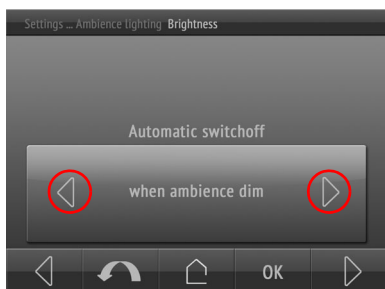 Settings ... Ambience lighting Brightness
Automatic switchoff
when ambience dim
OK